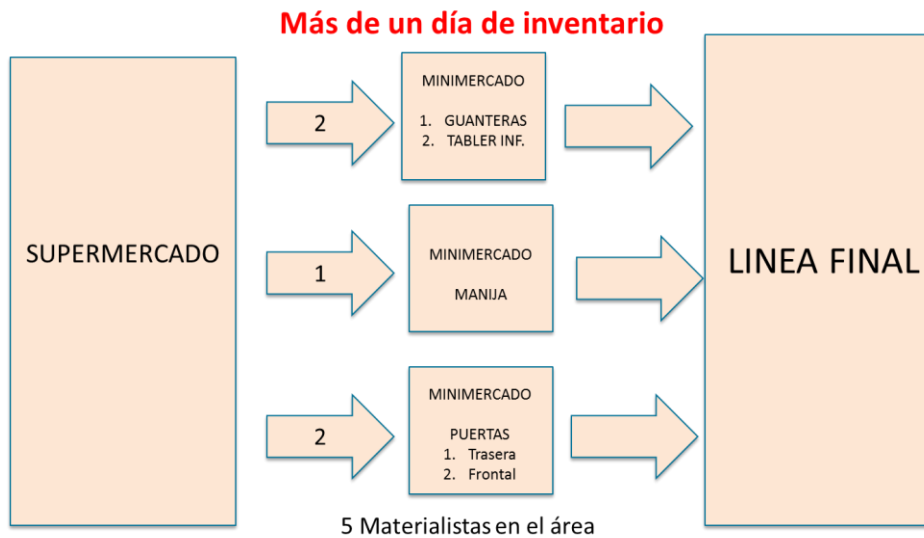 Más de un día de inventario
SUPERMERCADO
2
MINIMERCADO
1. GUANTERAS
2. TABLER INF.
1
MINIMERCADO
MANIJA
2
MINIMERCADO
PUERTAS
1. Trasera
2. Frontal
LINEA FINAL
5 Materialistas en el área